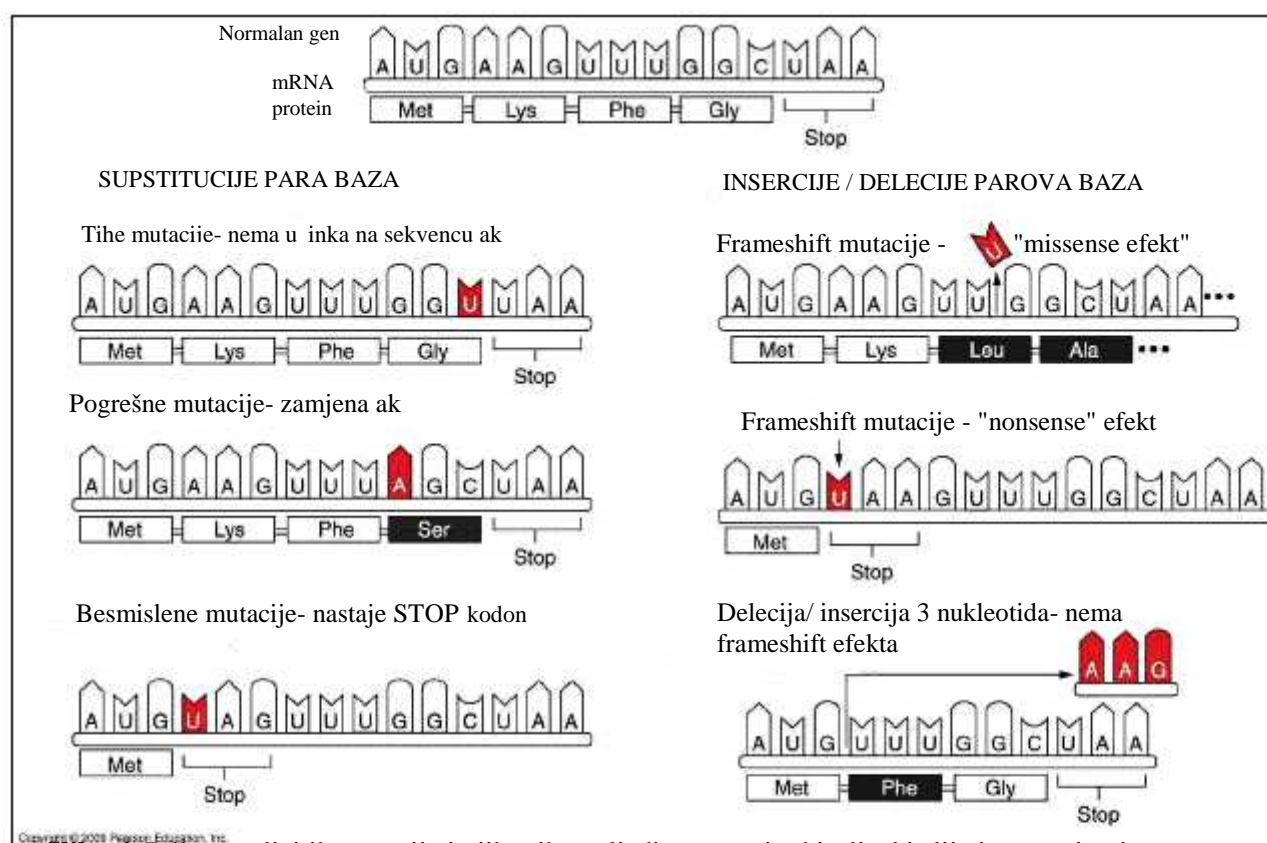 Normalan gen
A U G A A G U U U G G C U A A
mRNA
protein
Met Lys Phe Gly
Stop
SUPSTITUCIJE PARA BAZA
Tihe mutacije- nema u inka na sekvencu ak
A U G A A G U U U G G U U A A
Met Lys Phe Gly
Stop
Pogrešne mutacije- zamjena ak
A U G A A G U U U A G C U A A
Met Lys Phe Ser
Stop
Besmislene mutacije- nastaje STOP kodon
A U G U A G U U U G G C U A A
Met
Stop
INSERCIJE / DELECIJE PAROVA BAZA
Frameshift mutacije - U "missense efekt"
A U G A A G U U G G C U A A •••
Met Lys Leu Ala •••
Frameshift mutacije - "nonsense" efekt
A U G U A A G U U U G G C U A A
Met
Stop
Delecija/ insercija 3 nukleotida- nema
frameshift efekta
A A G
A U G U U U G G C U A A
Met Phe Gly
Stop
Copyright © 2008 Pearson Education, Inc.